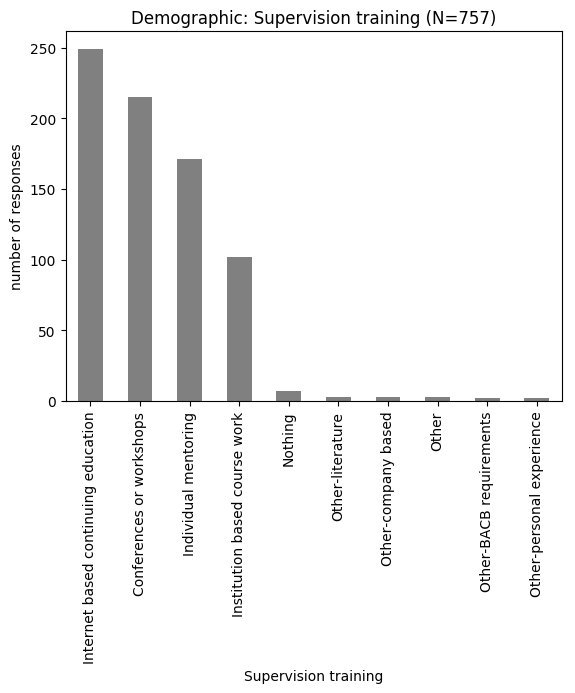 Demographic: Supervision training (N=757)
number of responses
250
200
150
100
50
0
Internet based continuing education
Conferences or workshops
Individual mentoring
Institution based course work
Nothing
Other-literature
Other-company based
Other
Other-BACB requirements
Other-personal experience
Supervision training